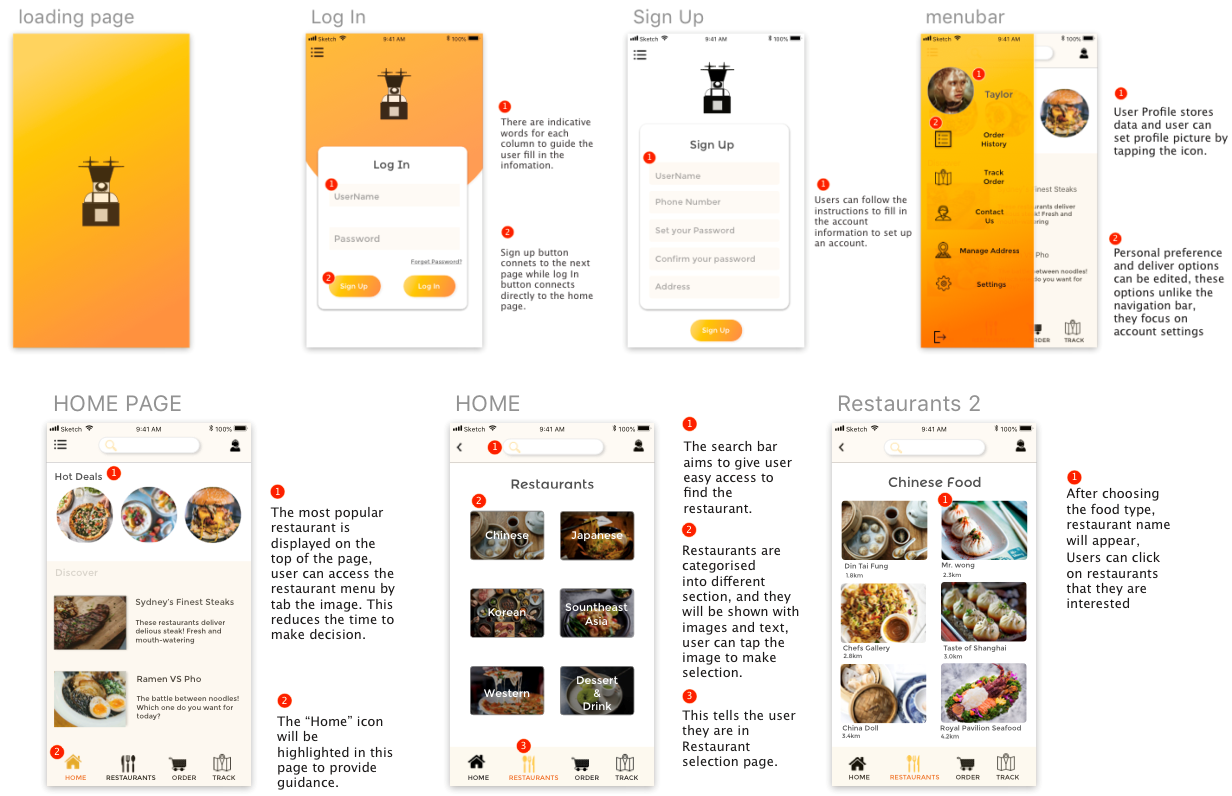 loading page
Log In
Sketch
9:41 AM
100%
Log In
1
UserName
Password
Forget Password?
2
Sign Up
Log In
1
There are indicative
words for each
column to guide the
user fill in the
infomation.
2
Sign up button
connets to the next
page while log In
button connects
directly to the home
page.
Sign Up
Sketch
9:41 AM
100%
Sign Up
1
UserName
Phone Number
Set your Password
Confirm your password
Address
Sign Up
1
Users can follow the
instructions to fill in
the account
information to set up
an account.
menubar
Sketch
9:41 AM
100%
1
Taylor
2
Order
History
Track
Order
Contact
Us
Manage Address
Settings
inest Steaks
urants deliver
k! Fresh and
ring
Pho
between noodles!
do you want for
RDER
TRACK
1
User Profile stores
data and user can
set profile picture by
tapping the icon.
2
Personal preference
and deliver options
can be edited, these
options unlike the
navigation bar,
they focus on
account settings
HOME PAGE
Sketch
9:41 AM
100%
Hot Deals
1
Discover
Sydney's Finest Steaks
These restaurants deliver
delious steak! Fresh and
mouth-watering
Ramen VS Pho
The battle between noodles!
Which one do you want for
today?
2
HOME
RESTAURANTS
ORDER
TRACK
1
The most popular
restaurant is
displayed on the
top of the page,
user can access the
restaurant menu by
tab the image. This
reduces the time to
make decision.
2
The “Home” icon
will be
highlighted in this
page to provide
guidance.
HOME
Sketch
9:41 AM
100%
1
Restaurants
2
Chinese
Japanese
Korean
Sountheast
Asia
Western
Dessert
&
Drink
3
HOME
RESTAURANTS
ORDER
TRACK
1
The search bar
aims to give user
easy access to
find the
restaurant.
2
Restaurants are
categorised
into different
section, and they
will be shown with
images and text,
user can tap the
image to make
selection.
3
This tells the user
they are in
Restaurant
selection page.
Restaurants 2
Sketch
9:41 AM
100%
Chinese Food
1
Din Tai Fung
1.8km
Mr. wong
2.3km
Chefs Gallery
2.8km
Taste of Shanghai
3.0km
China Doll
3.4km
Royal Pavilion Seafood
4.2km
HOME
RESTAURANTS
ORDER
TRACK
1
After choosing
the food type,
restaurant name
will appear,
Users can click
on restaurants
that they are
interested